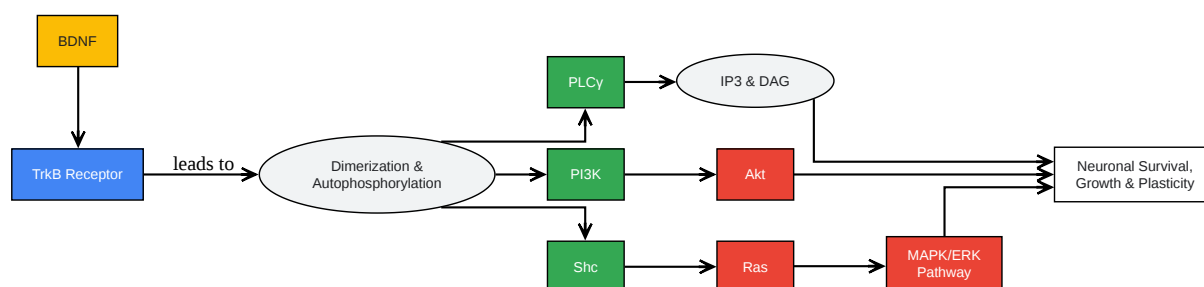 BDNF
TrkB Receptor
leads to
Dimerization &
Autophosphorylation
PLCγ
IP3 & DAG
PI3K
Akt
Shc
Ras
MAPK/ERK
Pathway
Neuronal Survival,
Growth & Plasticity